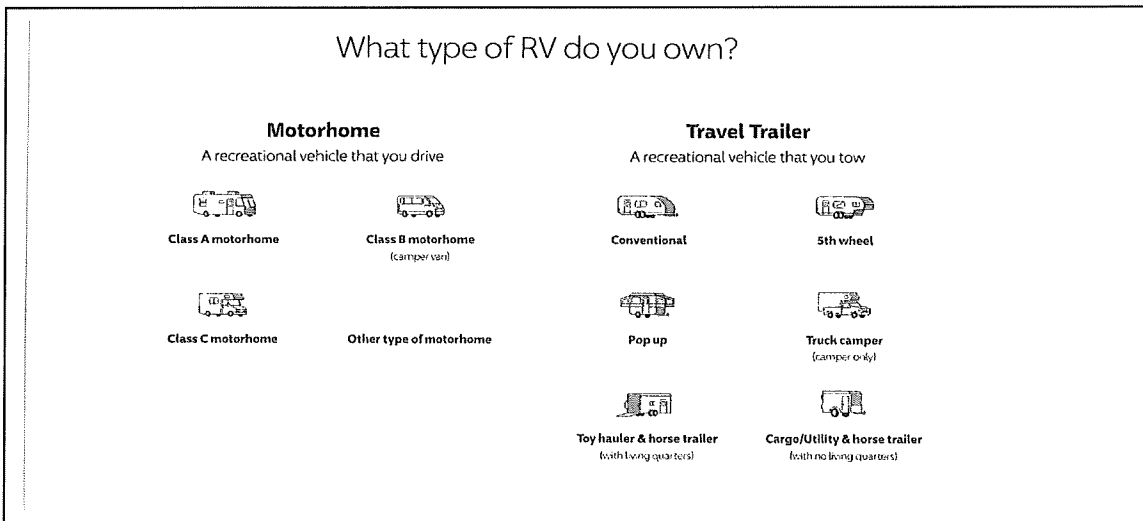 What type of RV do you own?
Motorhome
A recreational vehicle that you drive
Class A motorhome
Class B motorhome
(camper van)
Class C motorhome
Other type of motorhome
Travel Trailer
A recreational vehicle that you tow
Conventional
5th wheel
Pop up
Truck camper
(camper only)
Toy hauler & horse trailer
(with living quarters)
Cargo/Utility & horse trailer
(with no living quarters)